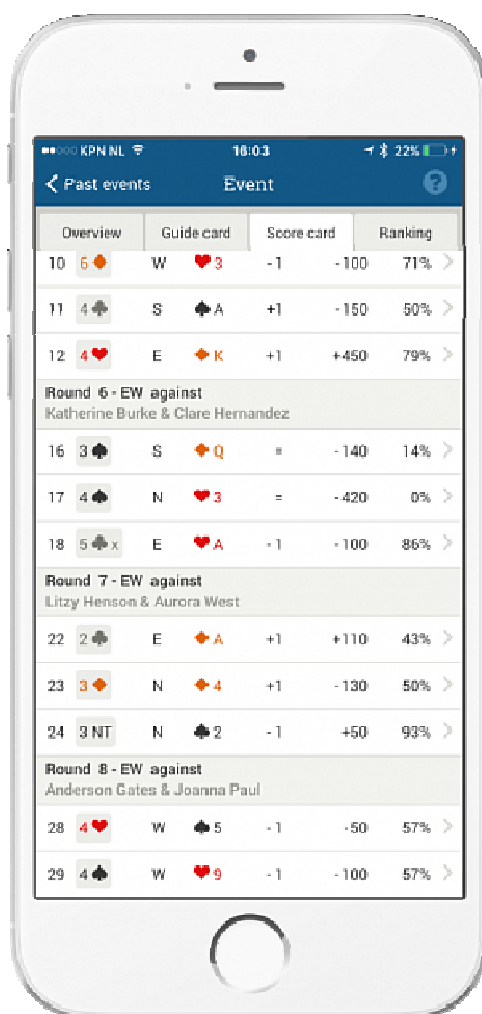 KPN NL 16:03 22%
Past events Event ?
Overview Guide card Score card Ranking
10 6♦ W ♥3 -1 -100 71%
11 4♣ S ♠A +1 -150 50%
12 4♥ E ♦K +1 +450 79%
Round 6 - EW against
Katherine Burke & Clare Hernandez
16 3♠ S ♦Q = -140 14%
17 4♠ N ♥3 = -420 0%
18 5♣x E ♥A -1 -100 86%
Round 7 - EW against
Litzy Henson & Aurora West
22 2♣ E ♦A +1 +110 43%
23 3♦ N ♦4 +1 -130 50%
24 3 NT N ♣2 -1 +50 93%
Round 8 - EW against
Anderson Gates & Joanna Paul
28 4♥ W ♠5 -1 -50 57%
29 4♠ W ♥9 -1 -100 57%